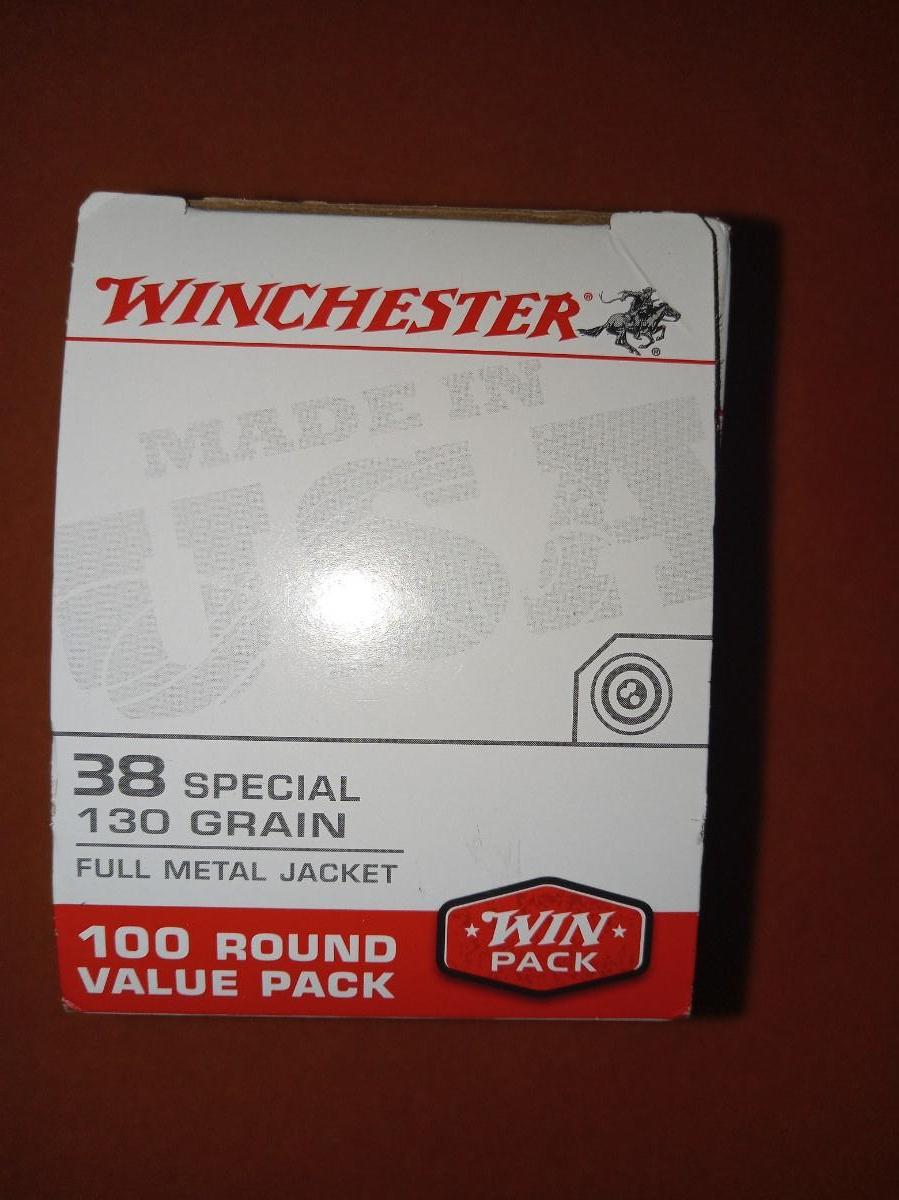 WINCHESTER®
®
MADE IN
USA
38 SPECIAL
130 GRAIN
FULL METAL JACKET
100 ROUND
VALUE PACK
WIN
PACK